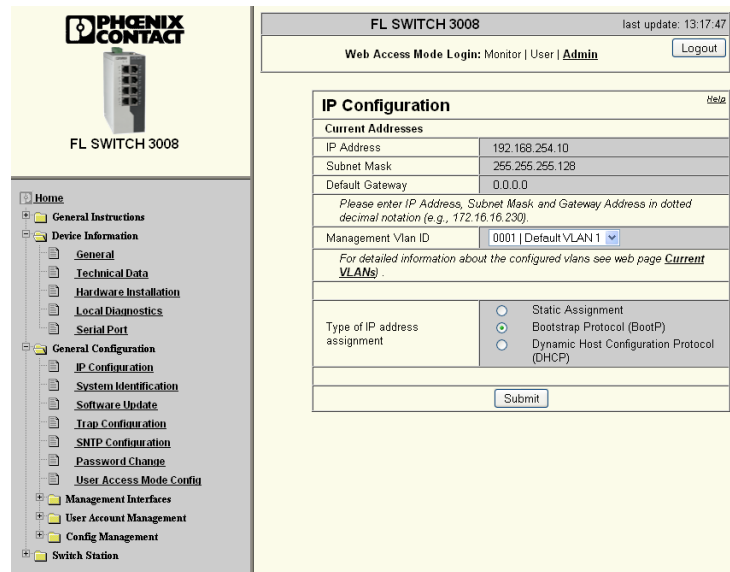 PHŒNIX
CONTACT
FL SWITCH 3008
Home
General Instructions
Device Information
General
Technical Data
Hardware Installation
Local Diagnostics
Serial Port
General Configuration
IP Configuration
System Identification
Software Update
Trap Configuration
SNTP Configuration
Password Change
User Access Mode Config
Management Interfaces
User Account Management
Config Management
Switch Station
FL SWITCH 3008 last update: 13:17:47
Web Access Mode Login: Monitor | User | Admin Logout
IP Configuration Help
Current Addresses
IP Address 192.168.254.10
Subnet Mask 255.255.255.128
Default Gateway 0.0.0.0
Please enter IP Address, Subnet Mask and Gateway Address in dotted
decimal notation (e.g., 172.16.16.230).
Management Vlan ID 0001 | Default VLAN 1
For detailed information about the configured vlans see web page Current
VLANs) .
Type of IP address
assignment
Static Assignment
Bootstrap Protocol (BootP)
Dynamic Host Configuration Protocol
(DHCP)
Submit